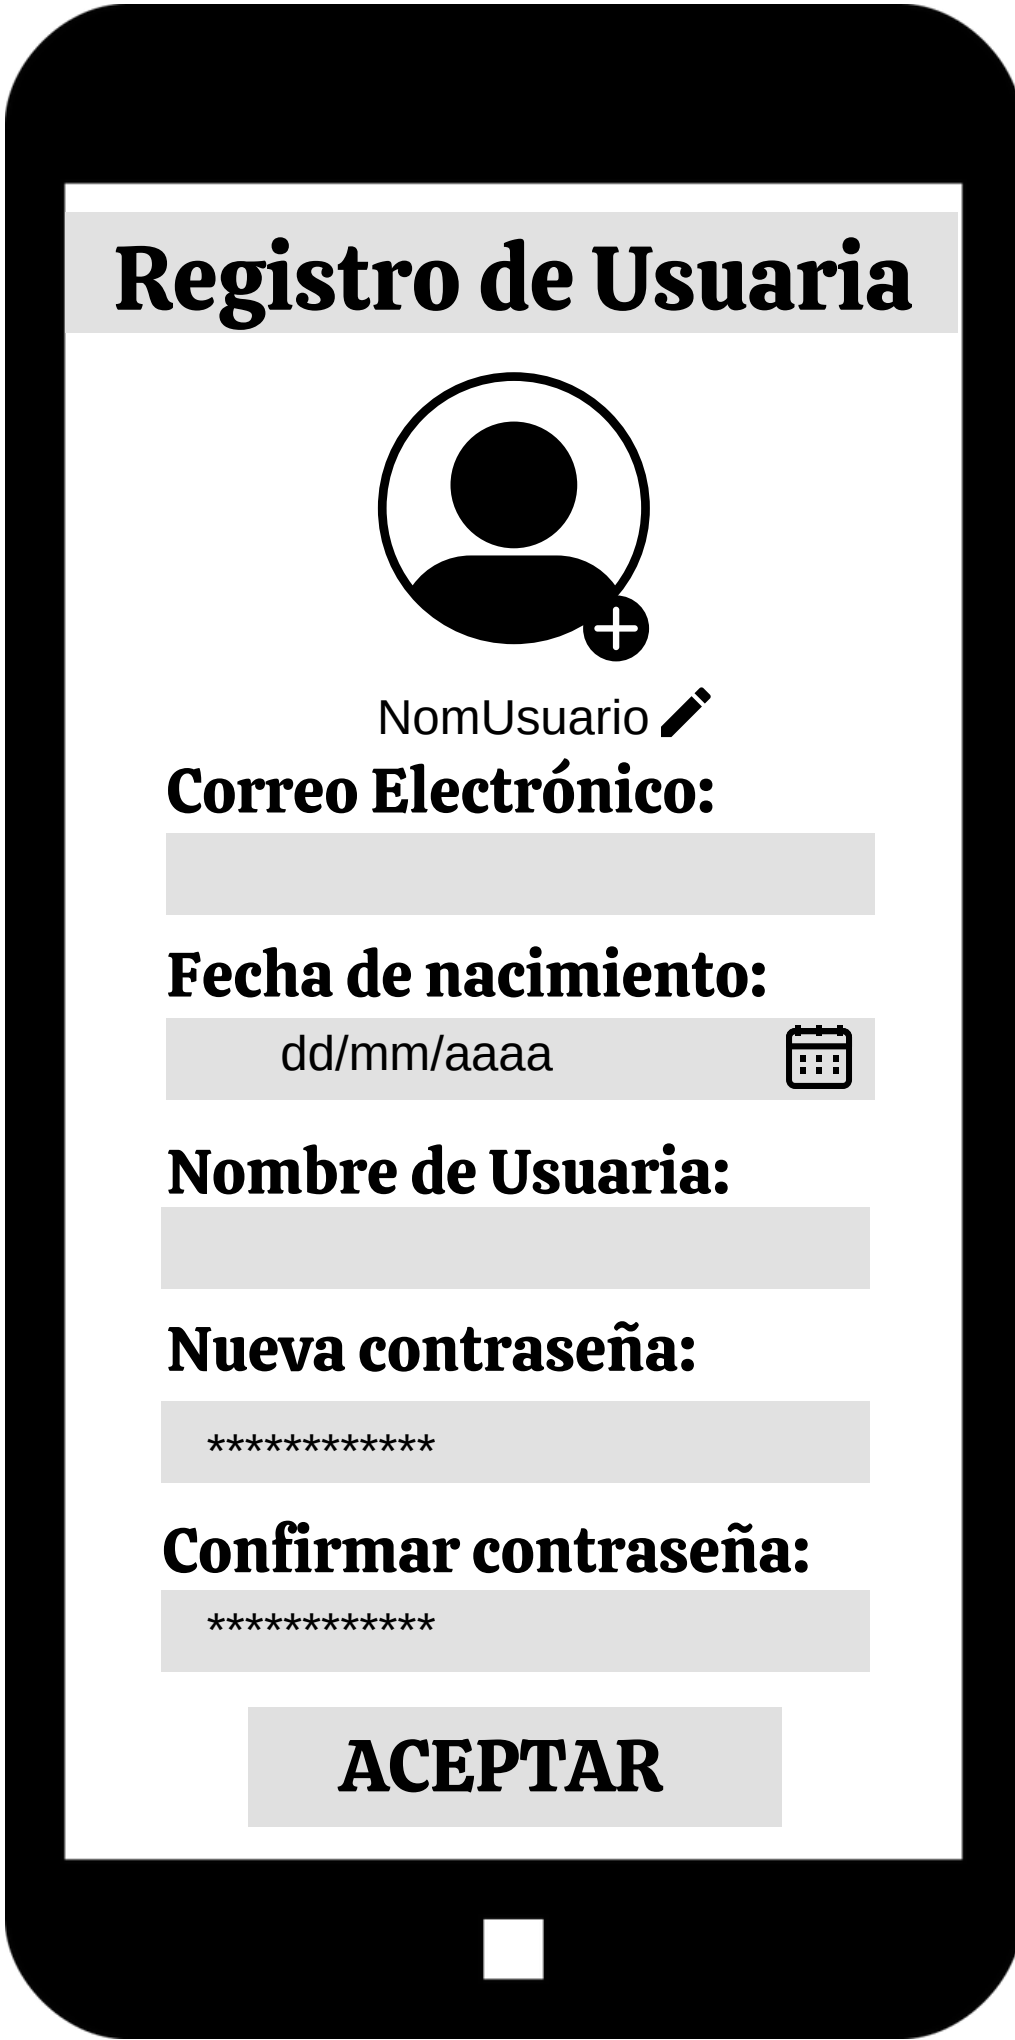 Registro de Usuaria
NomUsuario
Correo Electrónico:
Fecha de nacimiento:
dd/mm/aaaa
Nombre de Usuaria:
Nueva contraseña:
************
Confirmar contraseña:
************
ACEPTAR